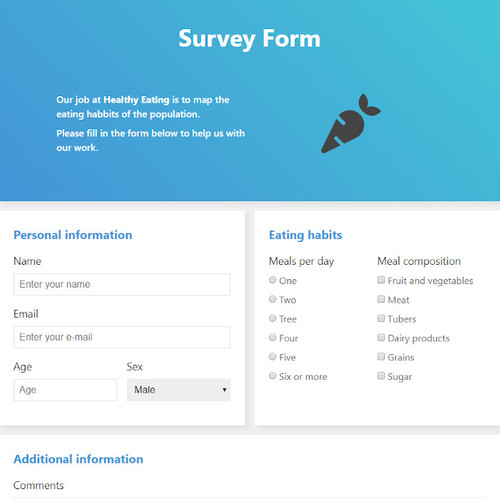 Survey Form
Our job at Healthy Eating is to map the
eating habbits of the population.
Please fill in the form below to help us with
our work.
Personal information
Name
Enter your name
Email
Enter your e-mail
Age
Sex
Age
Male
Eating habits
Meals per day
One
Two
Tree
Four
Five
Six or more
Meal composition
Fruit and vegetables
Meat
Tubers
Dairy products
Grains
Sugar
Additional information
Comments